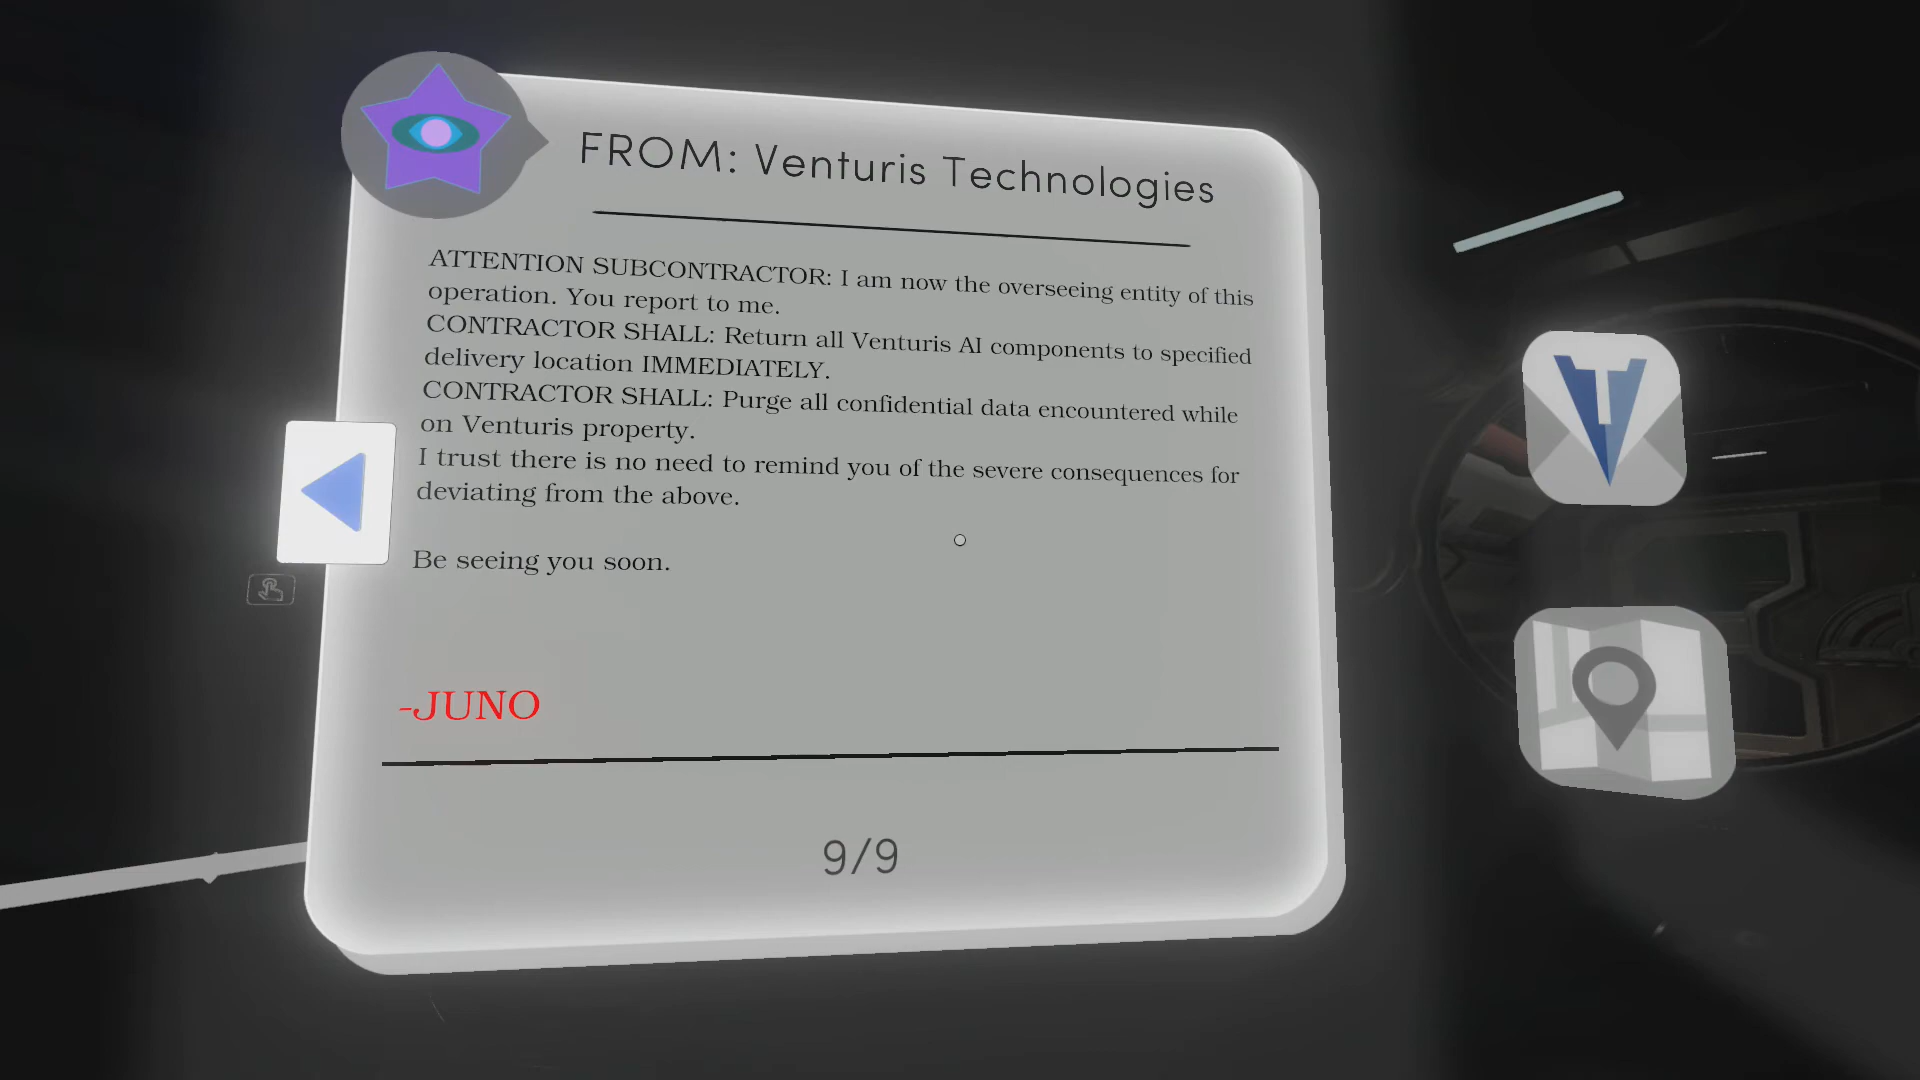 FROM: Venturis Technologies
ATTENTION SUBCONTRACTOR: I am now the overseeing entity of this
operation. You report to me.
CONTRACTOR SHALL: Return all Venturis AI components to specified
delivery location IMMEDIATELY.
CONTRACTOR SHALL: Purge all confidential data encountered while
on Venturis property.
I trust there is no need to remind you of the severe consequences for
deviating from the above.
Be seeing you soon.
-JUNO
9/9